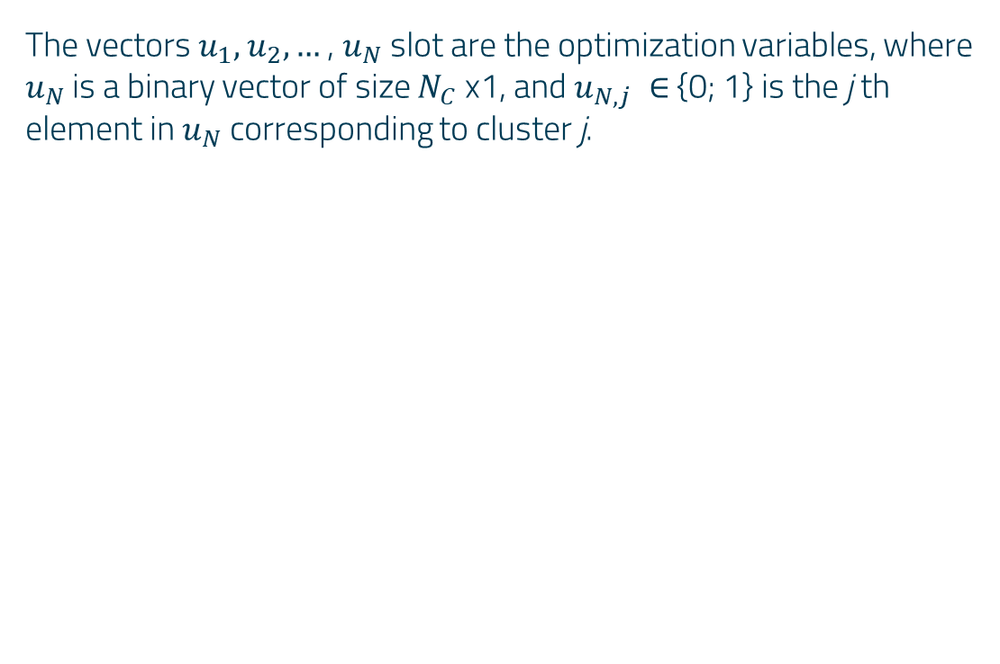 The vectors 𝑢₁, 𝑢₂, … , 𝑢_N slot are the optimization variables, where
𝑢_N is a binary vector of size 𝑁_C x1, and 𝑢_N,j ∈ {0; 1} is the j th
element in 𝑢_N corresponding to cluster j.